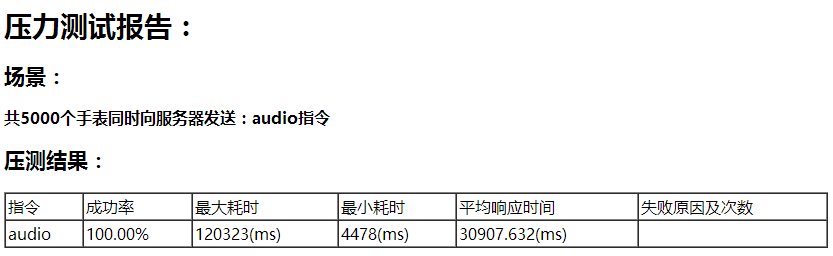 压力测试报告：
场景：
共5000个手表同时向服务器发送：audio指令
压测结果：
指令 成功率 最大耗时 最小耗时 平均响应时间 失败原因及次数
audio 100.00% 120323(ms) 4478(ms) 30907.632(ms)